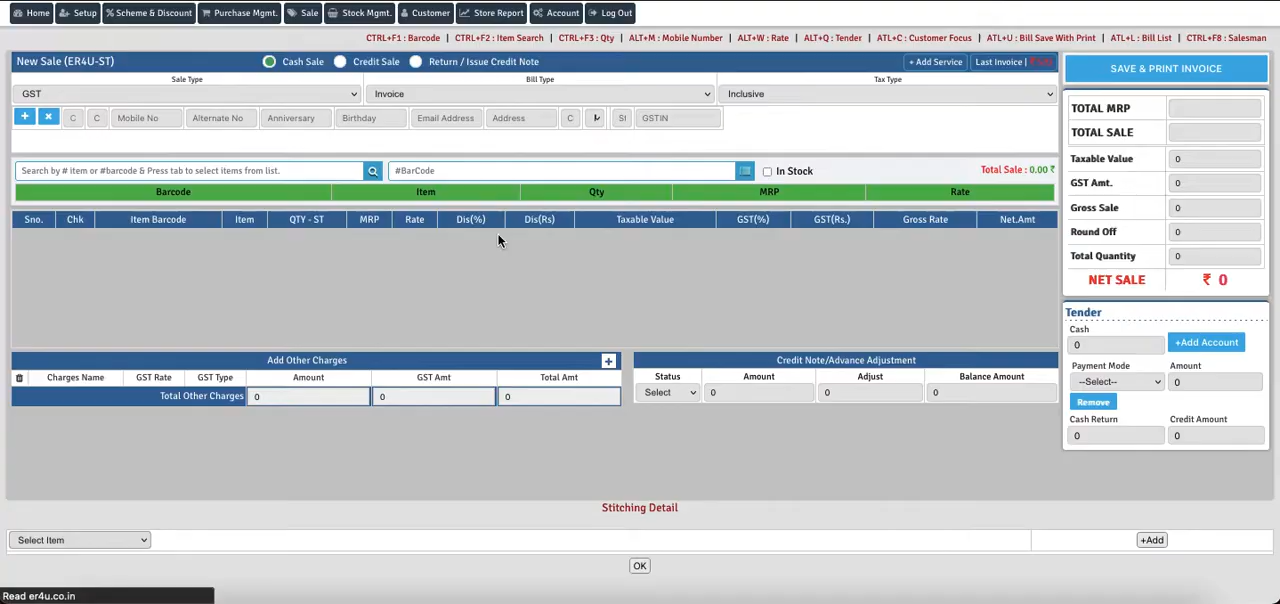 Home Setup Scheme & Discount Purchase Mgmt. Sale Stock Mgmt. Customer Store Report Account Log Out
CTRL+F1 : Barcode | CTRL+F2 : Item Search | CTRL+F3 : Qty | ALT+M : Mobile Number | ALT+W : Rate | ALT+Q : Tender | ALT+C : Customer Focus | ALT+U : Bill Save With Print | ATL+L : Bill List | CTRL+F8 : Salesman
New Sale (ER4U-ST) Cash Sale Credit Sale Return / Issue Credit Note + Add Service Last Invoice |
Sale Type Bill Type Tax Type
GST Invoice Inclusive
C C Mobile No Alternate No Anniversary Birthday Email Address Address C St GSTIN
Search by # item or #barcode & Press tab to select items from list. #BarCode In Stock Total Sale : 0.00 ₹
Barcode Item Qty MRP Rate
Sno. Chk Item Barcode Item QTY - ST MRP Rate Dis(%) Dis(Rs) Taxable Value GST(%) GST(Rs.) Gross Rate Net.Amt
SAVE & PRINT INVOICE
TOTAL MRP
TOTAL SALE
Taxable Value 0
GST Amt. 0
Gross Sale 0
Round Off 0
Total Quantity 0
NET SALE ₹ 0
Add Other Charges +
Charges Name GST Rate GST Type Amount GST Amt Total Amt
Total Other Charges 0 0 0
Credit Note/Advance Adjustment
Status Amount Adjust Balance Amount
Select 0 0 0
Tender
Cash
0 +Add Account
Payment Mode Amount
--Select-- 0
Remove
Cash Return Credit Amount
0 0
Stitching Detail
Select Item +Add
OK
Read er4u.co.in